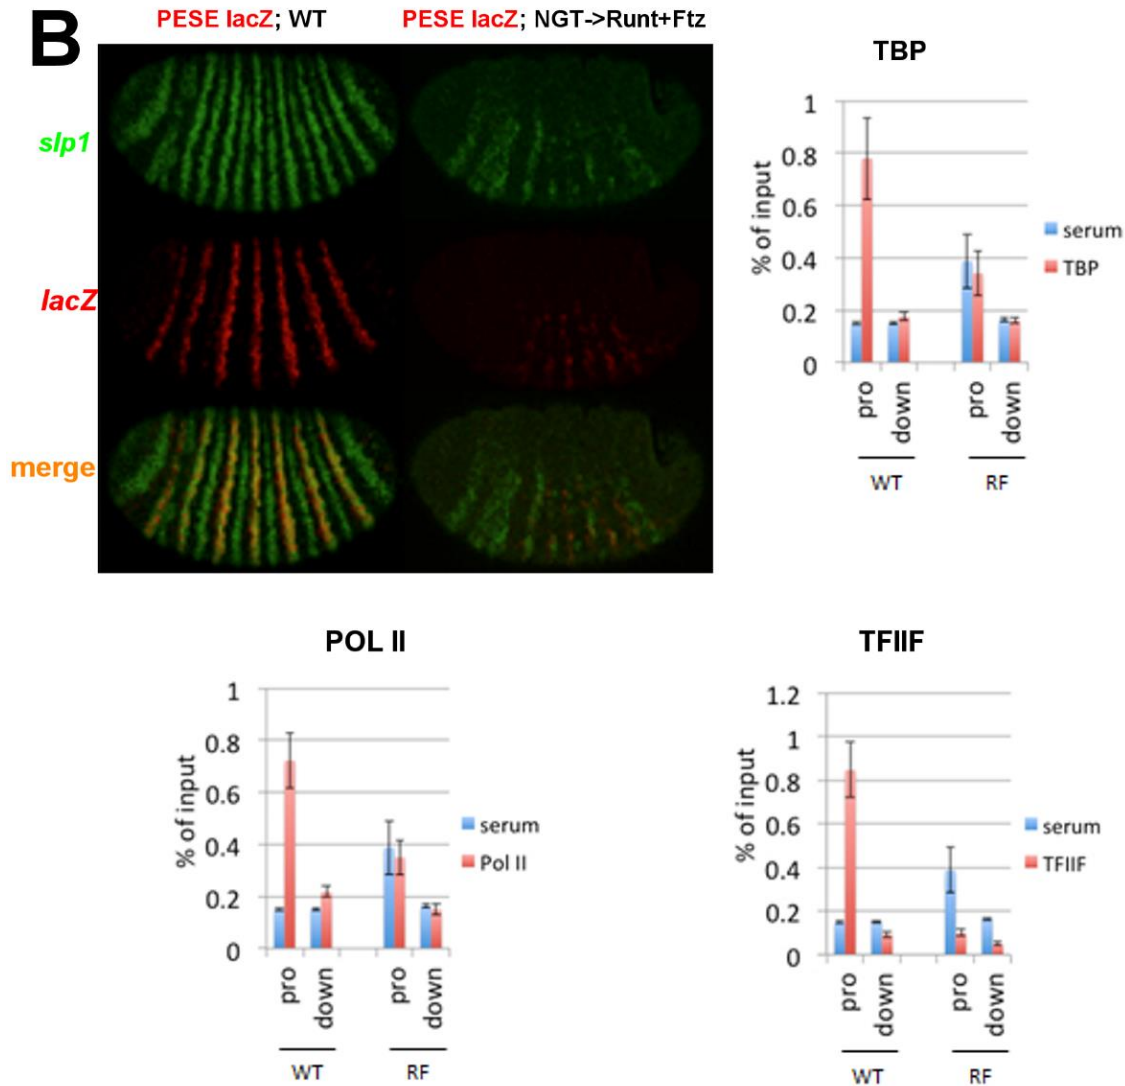 B
PESE lacZ; WT
PESE lacZ; NGT->Runt+Ftz
slp1
lacZ
merge
TBP
1
0.8
0.6
0.4
0.2
0
% of input
serum
TBP
pro
down
pro
down
WT
RF
POL II
1
0.8
0.6
0.4
0.2
0
% of input
serum
Pol II
pro
down
pro
down
WT
RF
TFIIF
1.2
1
0.8
0.6
0.4
0.2
0
% of input
serum
TFIIF
pro
down
pro
down
WT
RF